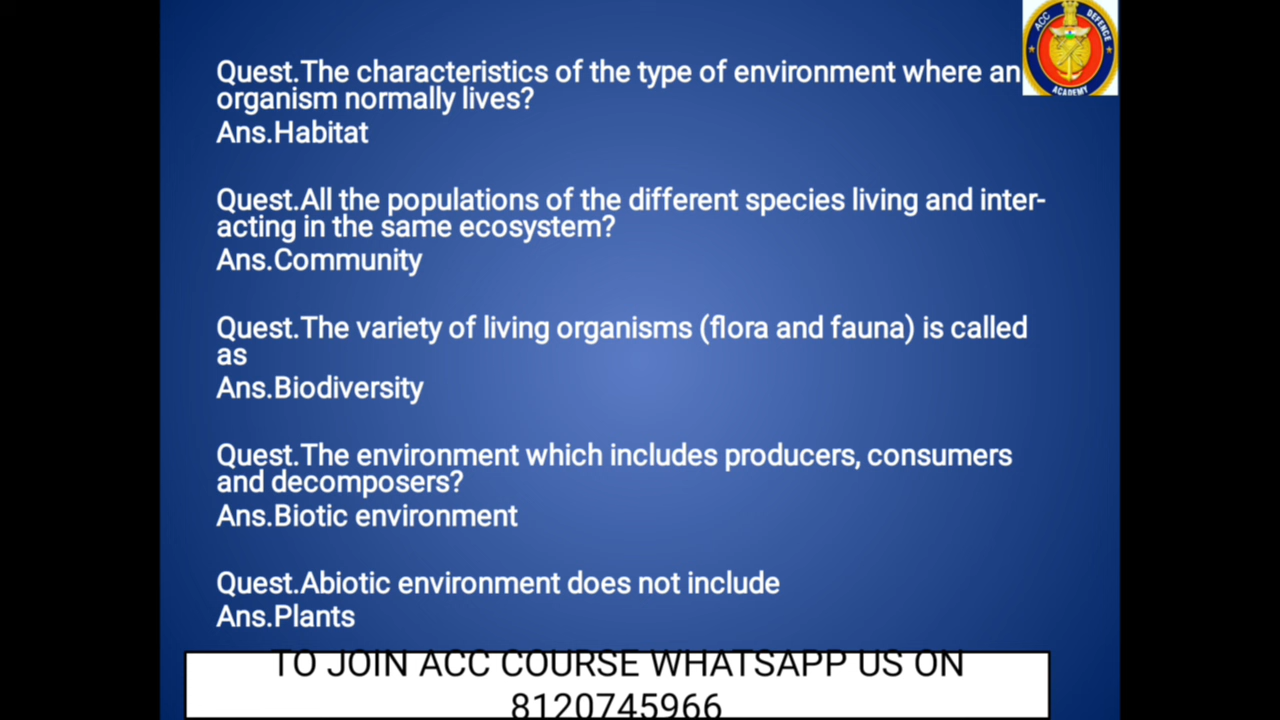 Quest.The characteristics of the type of environment where an
organism normally lives?
Ans.Habitat
Quest.All the populations of the different species living and inter-
acting in the same ecosystem?
Ans.Community
Quest.The variety of living organisms (flora and fauna) is called
as
Ans.Biodiversity
Quest.The environment which includes producers, consumers
and decomposers?
Ans.Biotic environment
Quest.Abiotic environment does not include
Ans.Plants
TO JOIN ACC COURSE WHATSAPP US ON
8120745966
ACC DEFENCE
ACADEMY